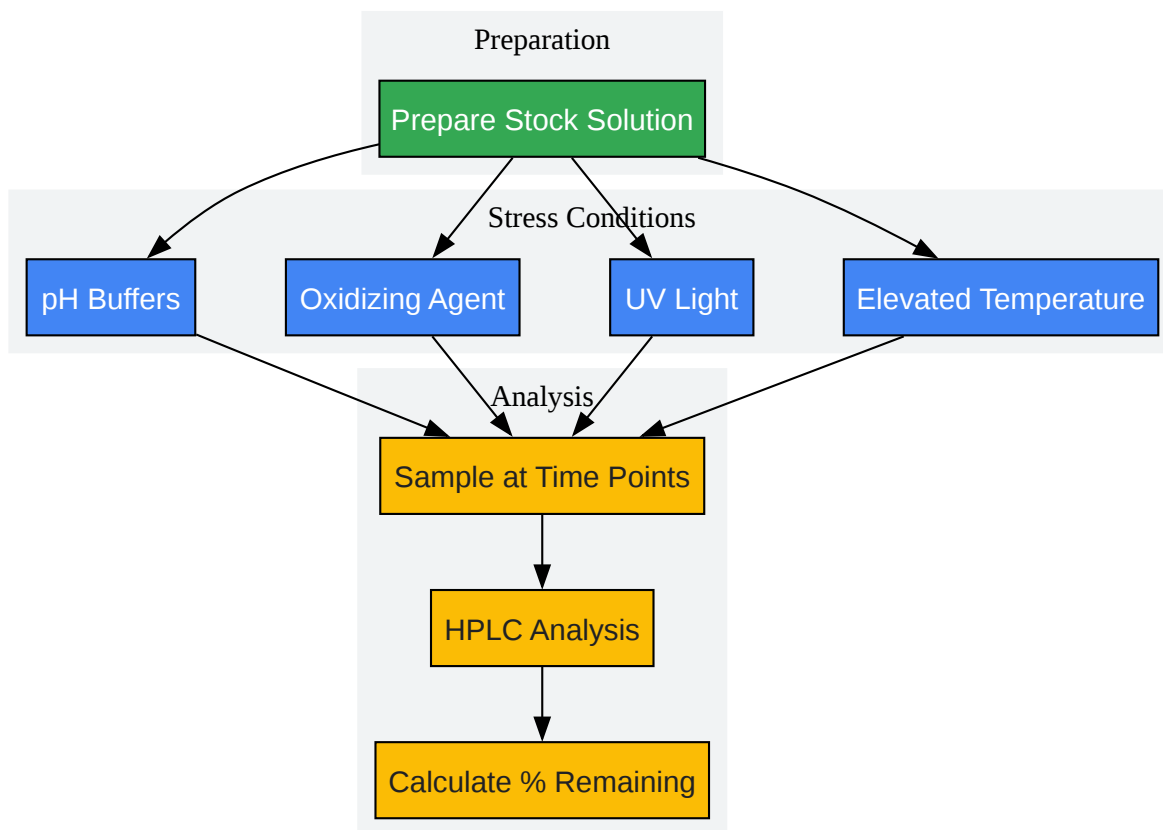 Preparation
Prepare Stock Solution
Stress Conditions
pH Buffers
Oxidizing Agent
UV Light
Elevated Temperature
Analysis
Sample at Time Points
HPLC Analysis
Calculate % Remaining